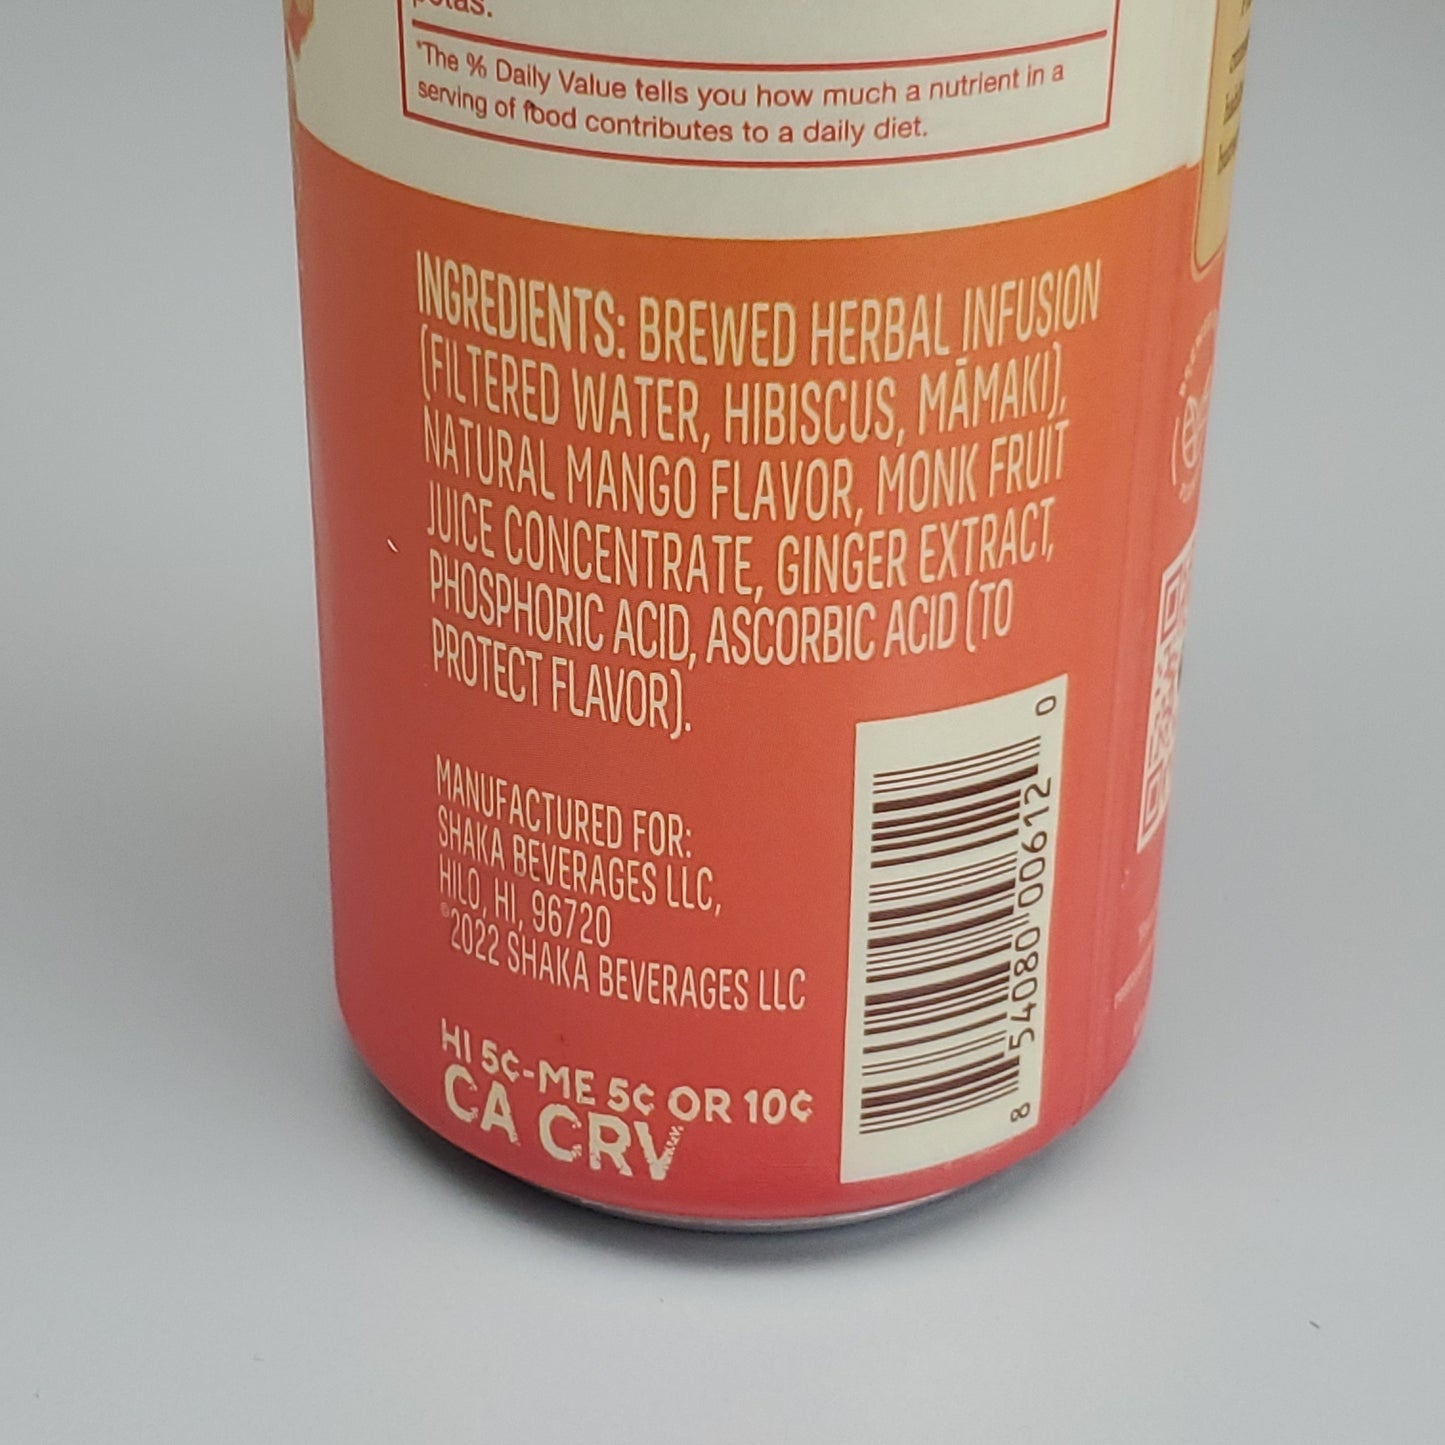 *The % Daily Value tells you how much a nutrient in a
serving of food contributes to a daily diet.
INGREDIENTS: BREWED HERBAL INFUSION
(FILTERED WATER, HIBISCUS, MĀMAKI),
NATURAL MANGO FLAVOR, MONK FRUIT
JUICE CONCENTRATE, GINGER EXTRACT,
PHOSPHORIC ACID, ASCORBIC ACID (TO
PROTECT FLAVOR).
MANUFACTURED FOR:
SHAKA BEVERAGES LLC,
HILO, HI, 96720
©2022 SHAKA BEVERAGES LLC
HI 5¢-ME 5¢ OR 10¢
CA CRV
8 54080 00612 0